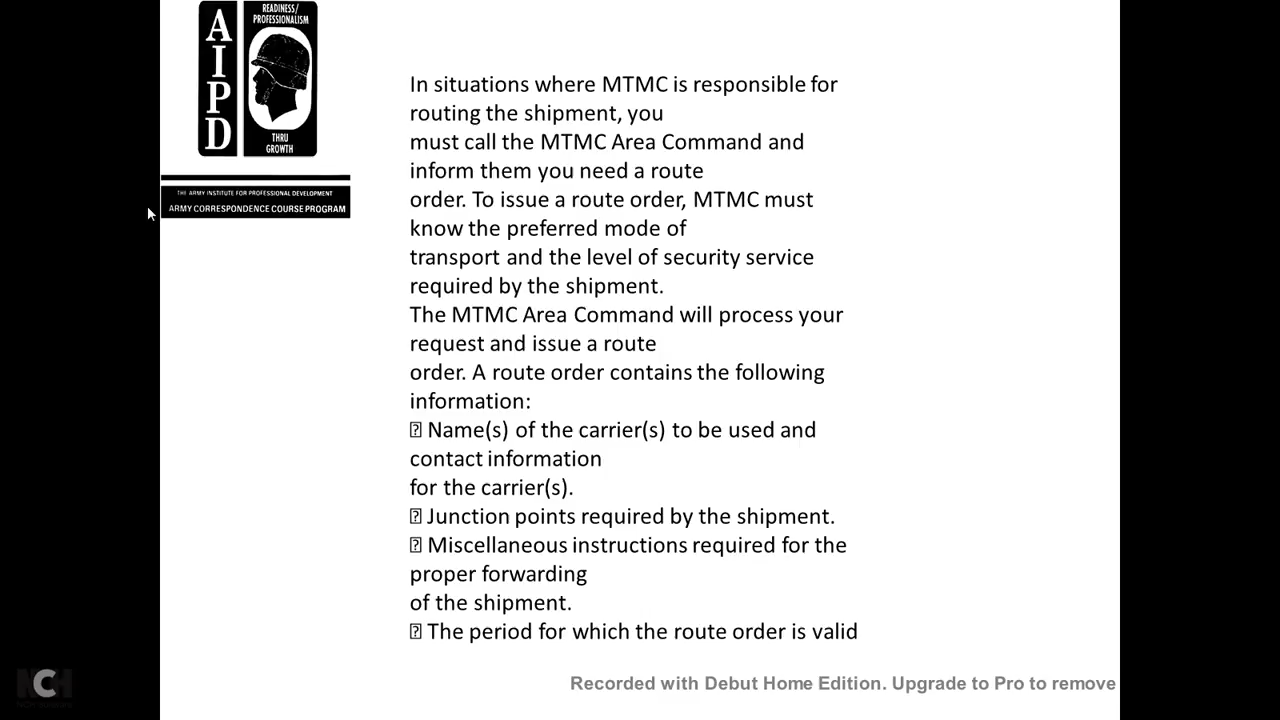 AIPD
READINESS/
PROFESSIONALISM
THRU
GROWTH
THE ARMY INSTITUTE FOR PROFESSIONAL DEVELOPMENT
ARMY CORRESPONDENCE COURSE PROGRAM
In situations where MTMC is responsible for
routing the shipment, you
must call the MTMC Area Command and
inform them you need a route
order. To issue a route order, MTMC must
know the preferred mode of
transport and the level of security service
required by the shipment.
The MTMC Area Command will process your
request and issue a route
order. A route order contains the following
information:
⍰ Name(s) of the carrier(s) to be used and
contact information
for the carrier(s).
⍰ Junction points required by the shipment.
⍰ Miscellaneous instructions required for the
proper forwarding
of the shipment.
⍰ The period for which the route order is valid
NCH
Recorded with Debut Home Edition. Upgrade to Pro to remove